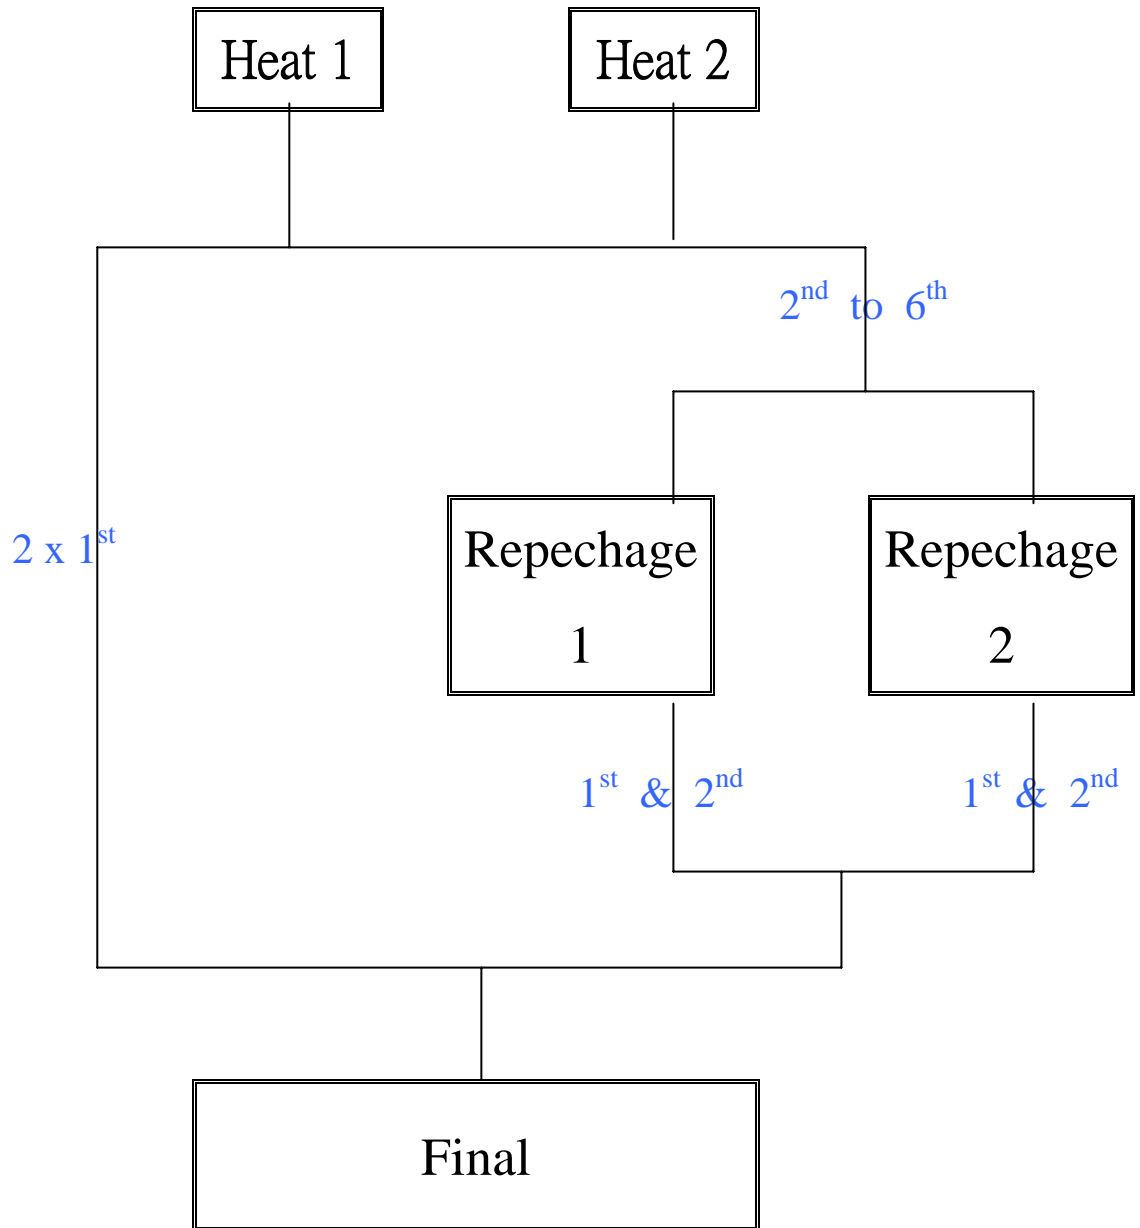 Heat 1
Heat 2
2nd to 6th
2 x 1st
Repechage
1
Repechage
2
1st & 2nd
1st & 2nd
Final